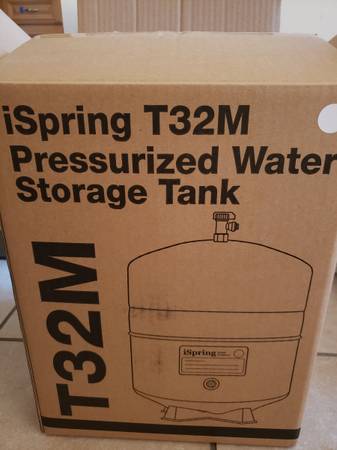 iSpring T32M
Pressurized Water
Storage Tank
T32M
iSpring